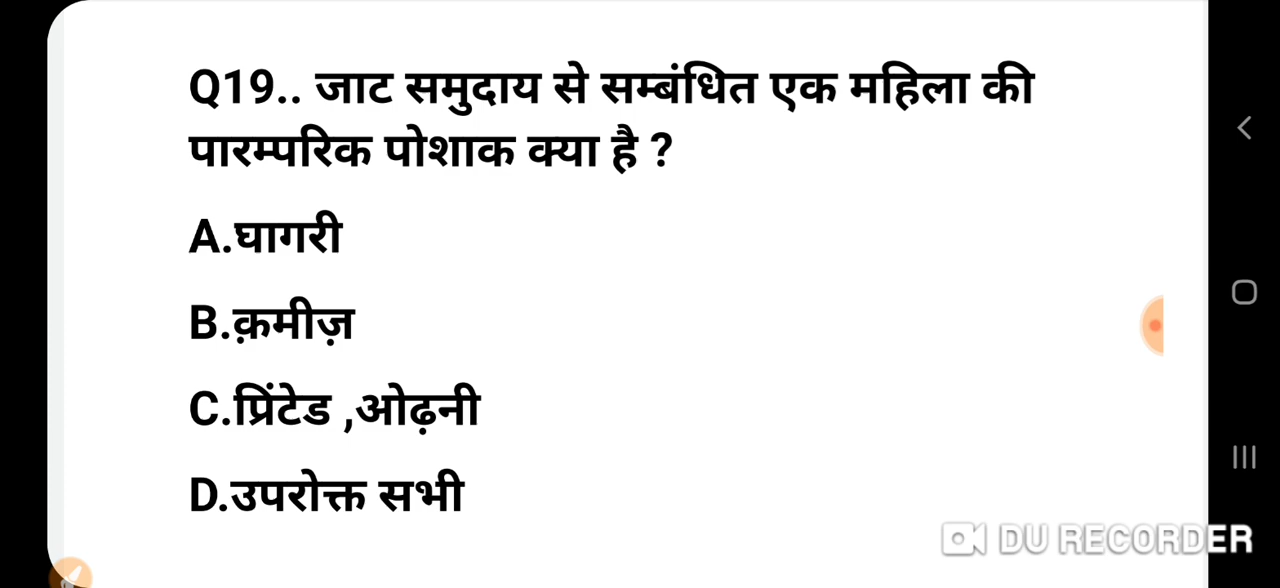 Q19.. जाट समुदाय से सम्बंधित एक महिला की
पारम्परिक पोशाक क्या है ?
A.घागरी
B.क़मीज़
C.प्रिंटेड ,ओढ़नी
D.उपरोक्त सभी
DU RECORDER